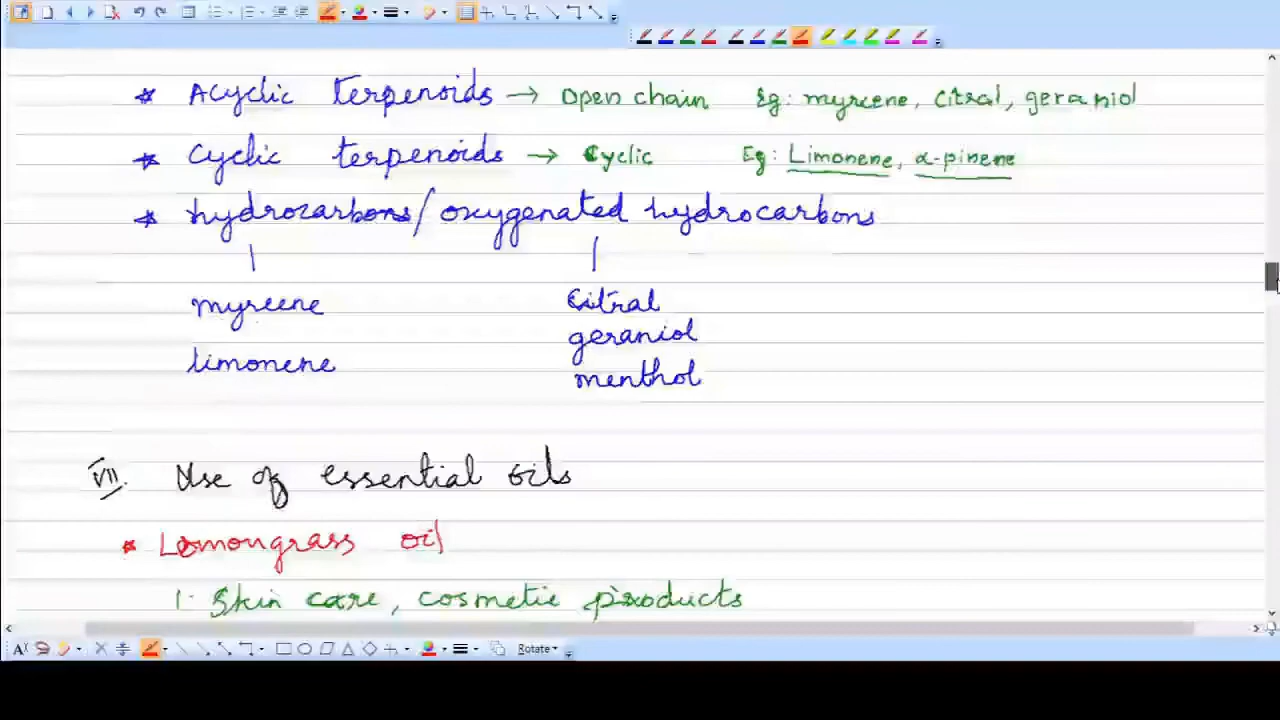 * Acyclic terpenoids → Open chain Eg: myrcene, Citral, geraniol
* Cyclic terpenoids → Cyclic Eg: Limonene, α-pinene
* hydrocarbons/oxygenated hydrocarbons
myrcene Citral
geraniol
limonene menthol
VII. Use of essential oils
* Lemongrass oil
1. Skin care, cosmetic products
Rotate